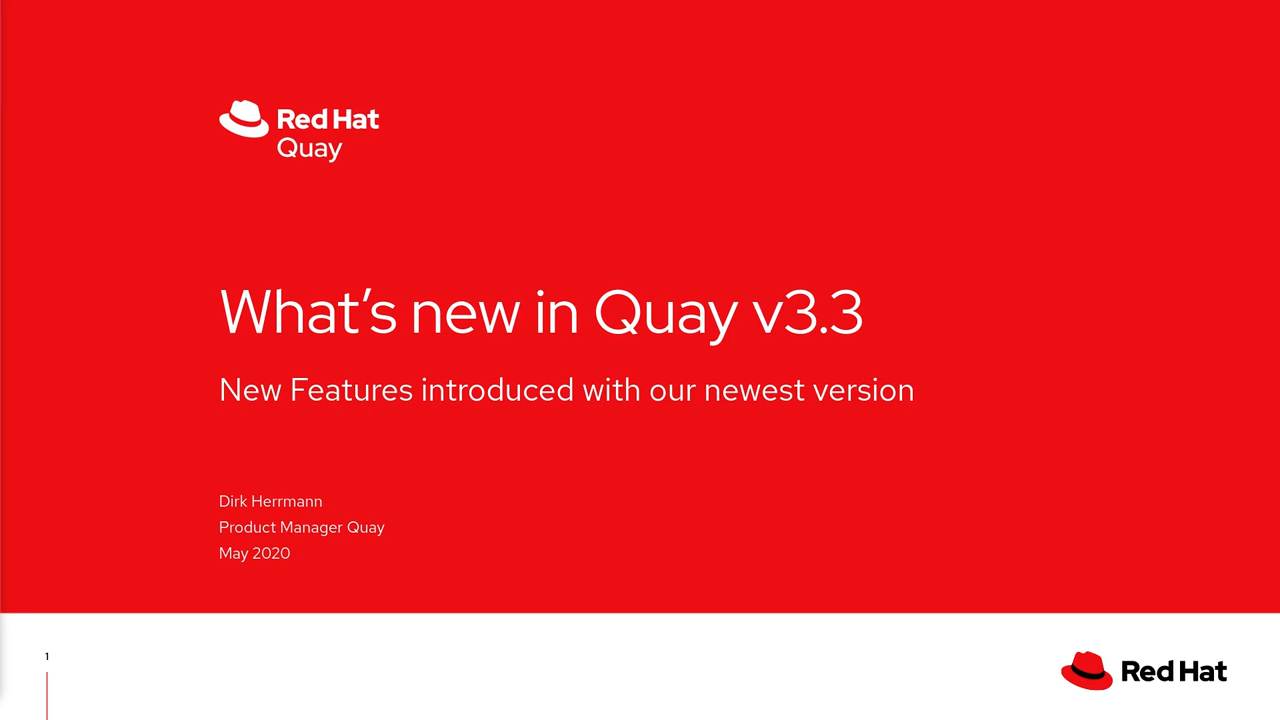 Red Hat
Quay
What’s new in Quay v3.3
New Features introduced with our newest version
Dirk Herrmann
Product Manager Quay
May 2020
1
Red Hat